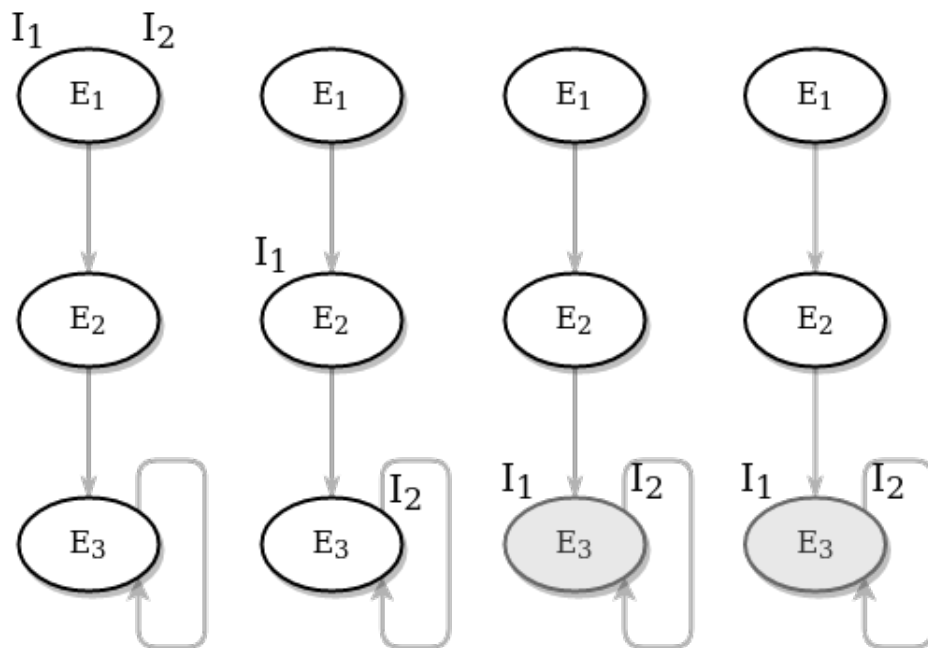 I₁ I₂
E₁ E₁ E₁ E₁
I₁
E₂ E₂ E₂ E₂
I₂ I₁ I₂ I₁ I₂
E₃ E₃ E₃ E₃